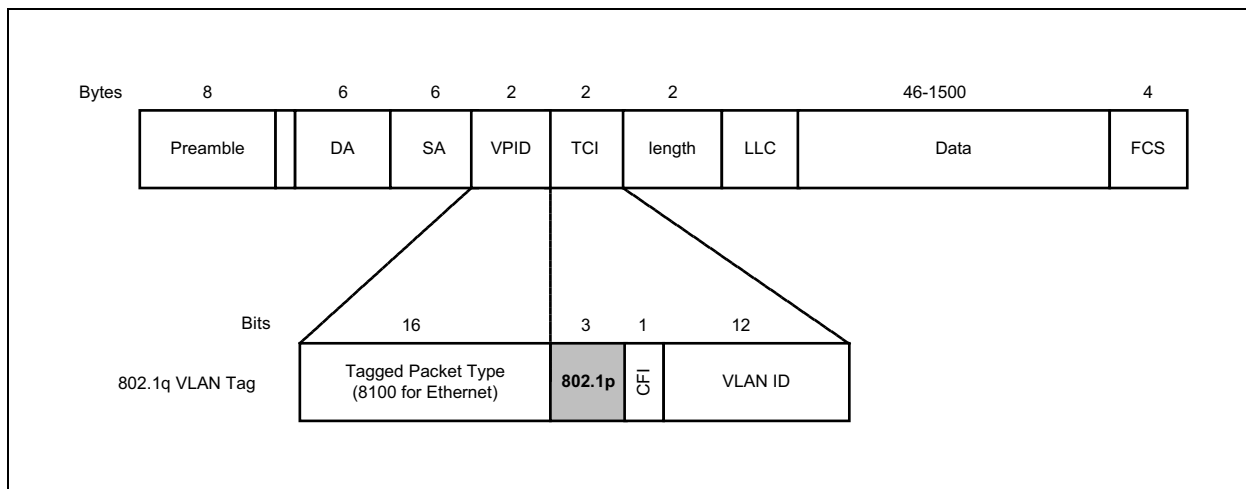 Bytes 8 6 6 2 2 2 46-1500 4
Preamble DA SA VPID TCI length LLC Data FCS
Bits 16 3 1 12
802.1q VLAN Tag
Tagged Packet Type
(8100 for Ethernet)
802.1p
CFI
VLAN ID